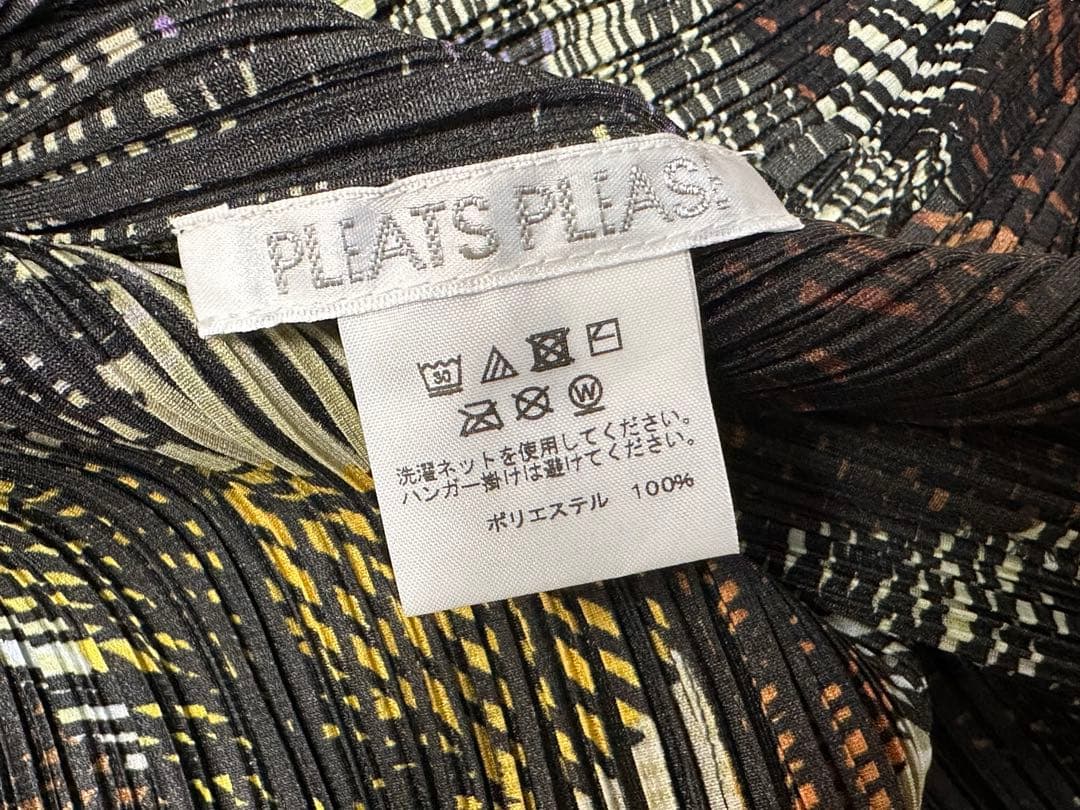 PLEATS PLEASE
30
W
洗濯ネットを使用してください。
ハンガー掛けは避けてください。
ポリエステル 100%